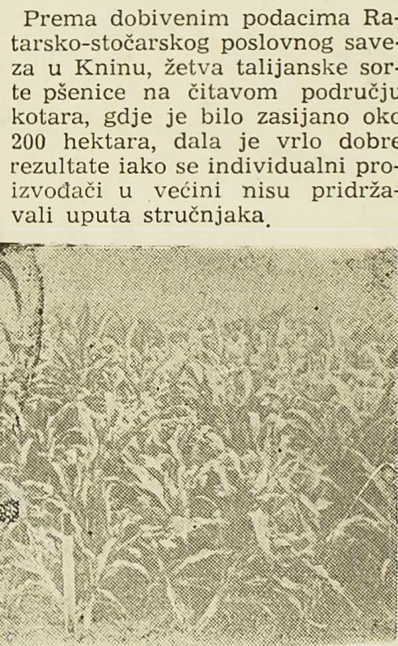 Prema dobivenim podacima Ra-
tarsko-stočarskog poslovnog save-
za u Kninu, žetva talijanske sor-
te pšenice na čitavom području
kotara, gdje je bilo zasijano oko
200 hektara, dala je vrlo dobre
rezultate iako se individualni pro-
izvođači u većini nisu pridrža-
vali uputa stručnjaka.